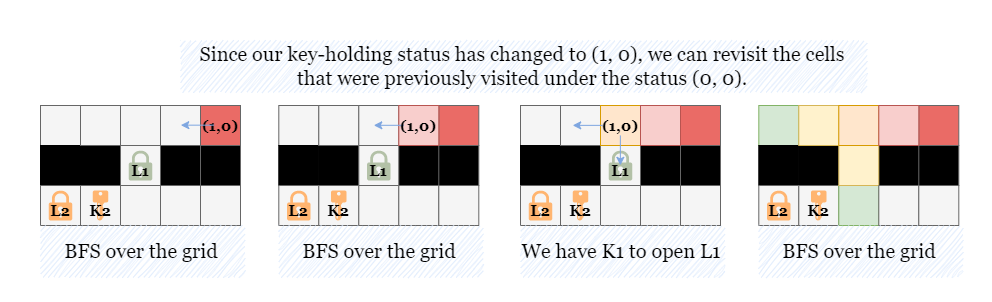 Since our key-holding status has changed to (1, 0), we can revisit the cells
that were previously visited under the status (0, 0).
(1,0)
(1,0)
(1,0)
L1
L1
L1
L2
K2
L2
K2
L2
K2
L2
K2
BFS over the grid
BFS over the grid
We have K1 to open L1
BFS over the grid